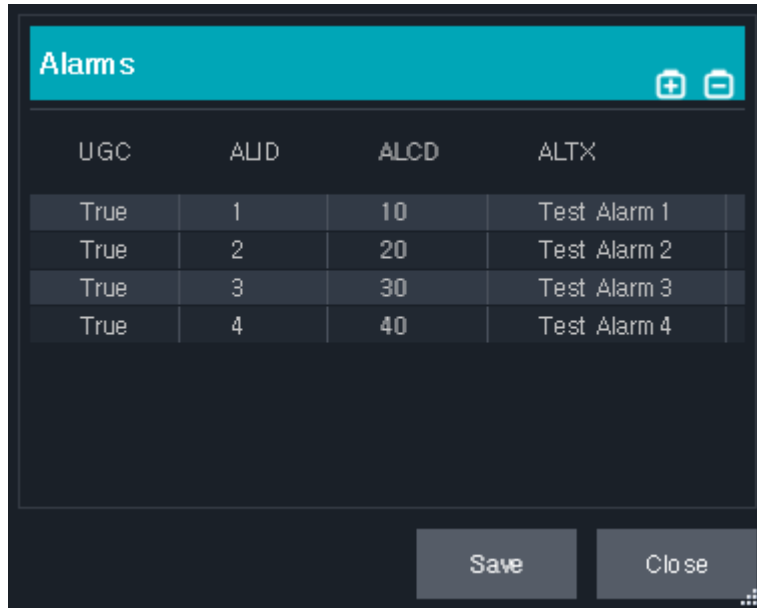 Alarms
UGC ALID ALCD ALTX
True 1 10 Test Alarm 1
True 2 20 Test Alarm 2
True 3 30 Test Alarm 3
True 4 40 Test Alarm 4
Save Close